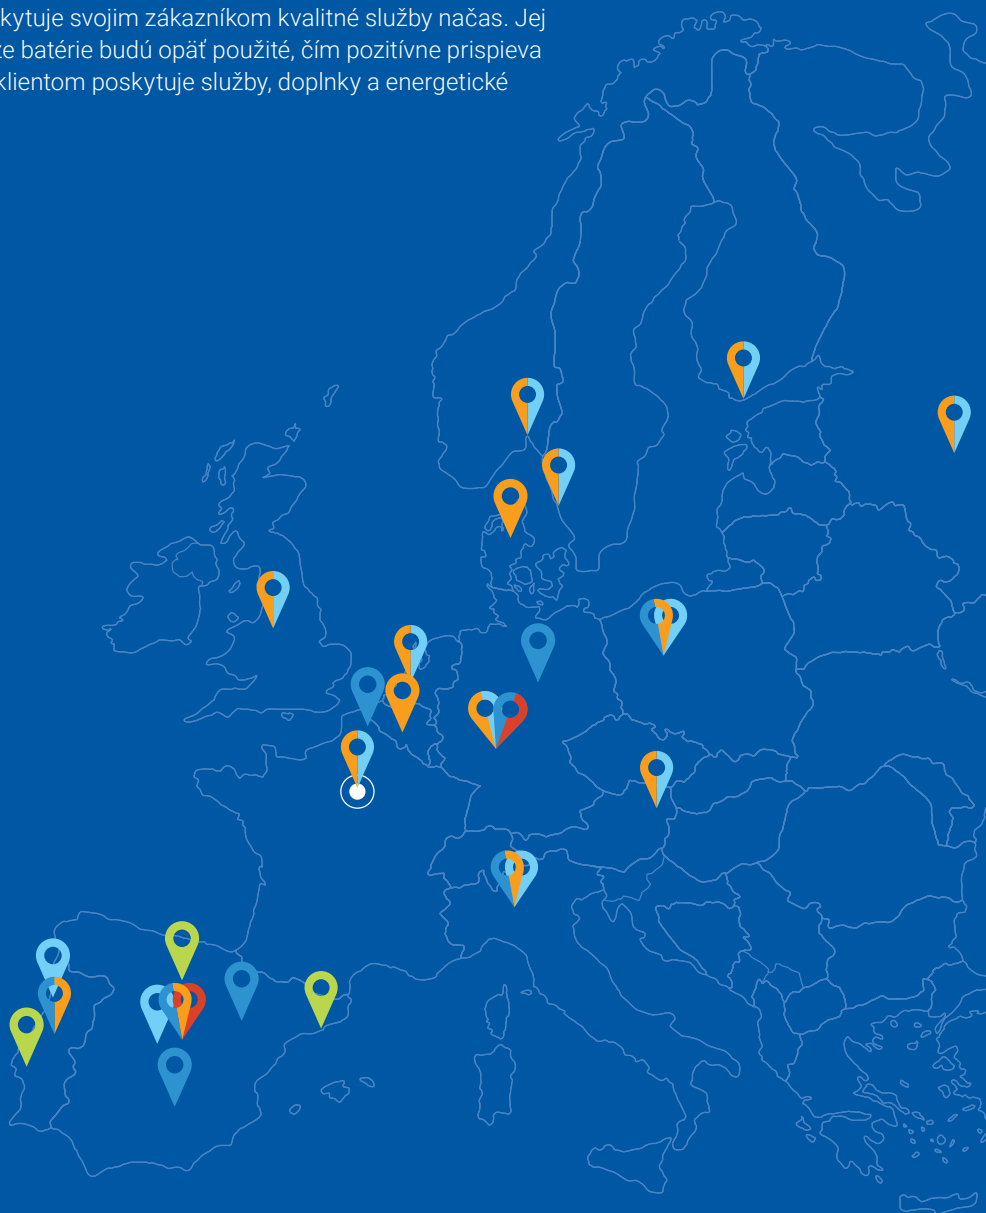 kytuje svojim zákazníkom kvalitné služby načas. Jej
že batérie budú opäť použité, čím pozitívne prispieva
klientom poskytuje služby, doplnky a energetické